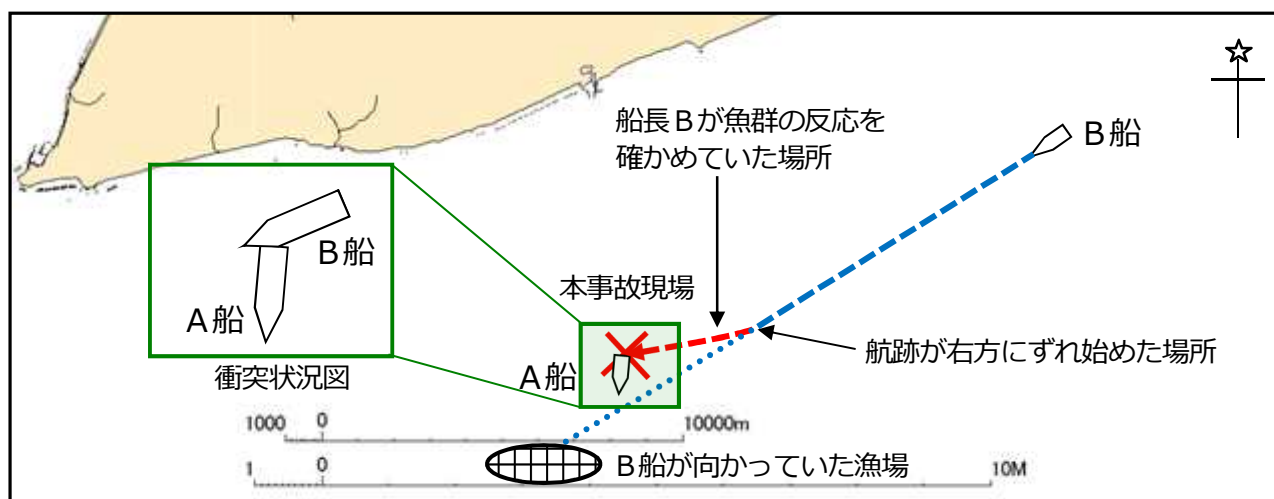 船長Ｂが魚群の反応を
確かめていた場所
Ｂ船
Ｂ船
Ａ船
衝突状況図
本事故現場
Ａ船
航跡が右方にずれ始めた場所
1000 0 10000m
Ｂ船が向かっていた漁場
1 0 10M